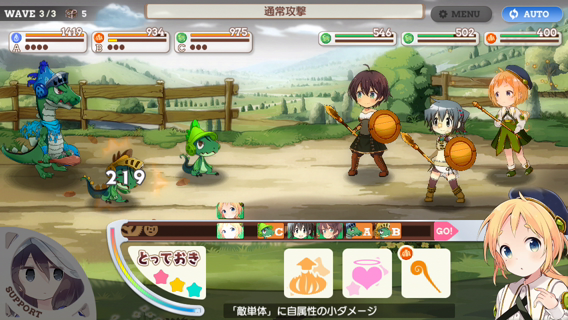 WAVE 3/3 5
通常攻撃
MENU
AUTO
1419
A
934
B
975
C
546
502
400
219
C
A
B
GO!
とっておき
SUPPORT
「敵単体」に自属性の小ダメージ